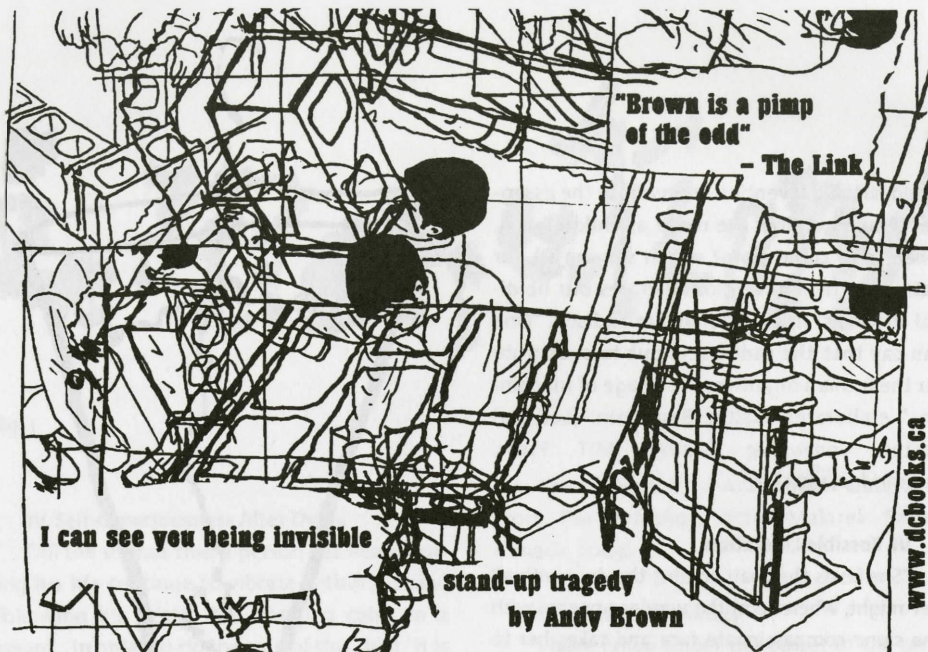 "Brown is a pimp
of the odd"
– The Link
I can see you being invisible
stand-up tragedy
by Andy Brown
www.dcbooks.ca